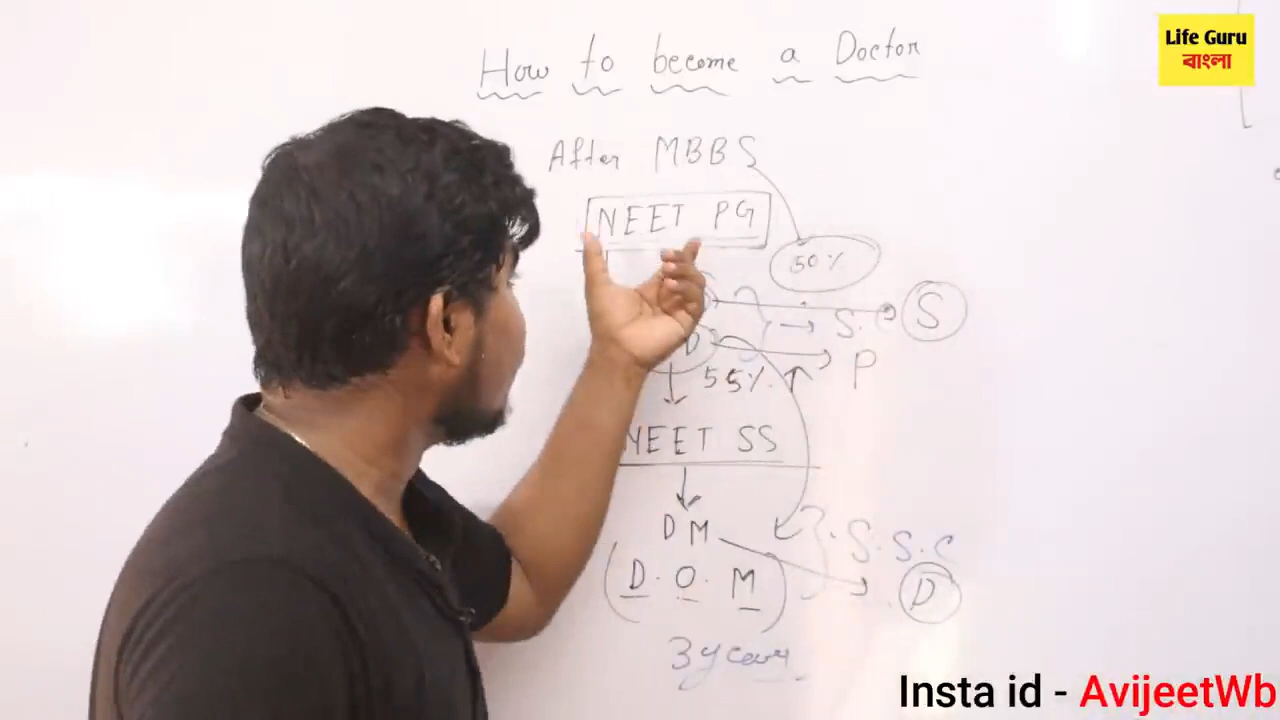 How to become a Doctor
Life Guru
বাংলা
After MBBS
NEET PG
50%
S
S.
D
P
55%
NEET SS
DM
S.S.C
(D.O.M)
D
3 years
Insta id - AvijeetWb